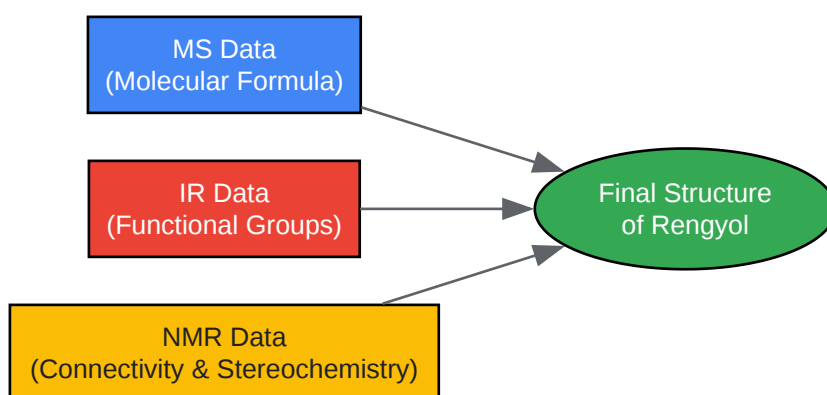 MS Data
(Molecular Formula)
IR Data
(Functional Groups)
Final Structure
of Rengyol
NMR Data
(Connectivity & Stereochemistry)